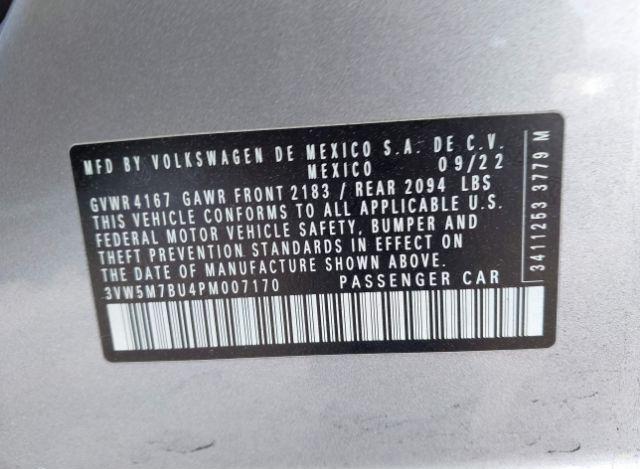 MFD BY VOLKSWAGEN DE MEXICO S.A. DE C.V.
MEXICO 09/22
GVWR 4167 GAWR FRONT 2183 / REAR 2094 LBS
THIS VEHICLE CONFORMS TO ALL APPLICABLE U.S.
FEDERAL MOTOR VEHICLE SAFETY, BUMPER AND
THEFT PREVENTION STANDARDS IN EFFECT ON
THE DATE OF MANUFACTURE SHOWN ABOVE.
3VW5M7BU4PM007170 PASSENGER CAR
3411253 3779 M